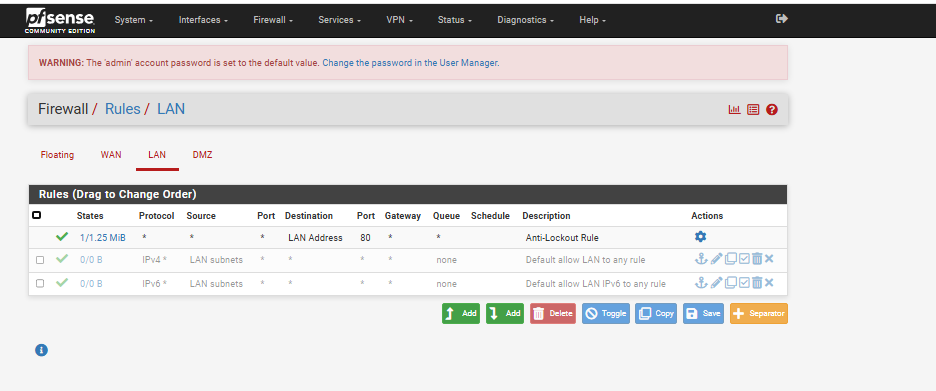 pfsense System Interfaces Firewall Services VPN Status Diagnostics Help
COMMUNITY EDITION
WARNING: The 'admin' account password is set to the default value. Change the password in the User Manager.
Firewall / Rules / LAN
Floating WAN LAN DMZ
Rules (Drag to Change Order)
States Protocol Source Port Destination Port Gateway Queue Schedule Description Actions
1/1.25 MiB * * * LAN Address 80 * * Anti-Lockout Rule
0/0 B IPv4 * LAN subnets * * * * none Default allow LAN to any rule
0/0 B IPv6 * LAN subnets * * * * none Default allow LAN IPv6 to any rule
Add Add Delete Toggle Copy Save Separator